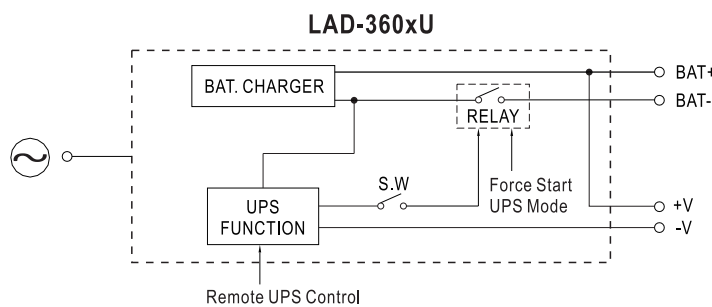 LAD-360xU
BAT. CHARGER
BAT+
BAT-
RELAY
S.W
Force Start
UPS Mode
UPS
FUNCTION
+V
-V
Remote UPS Control